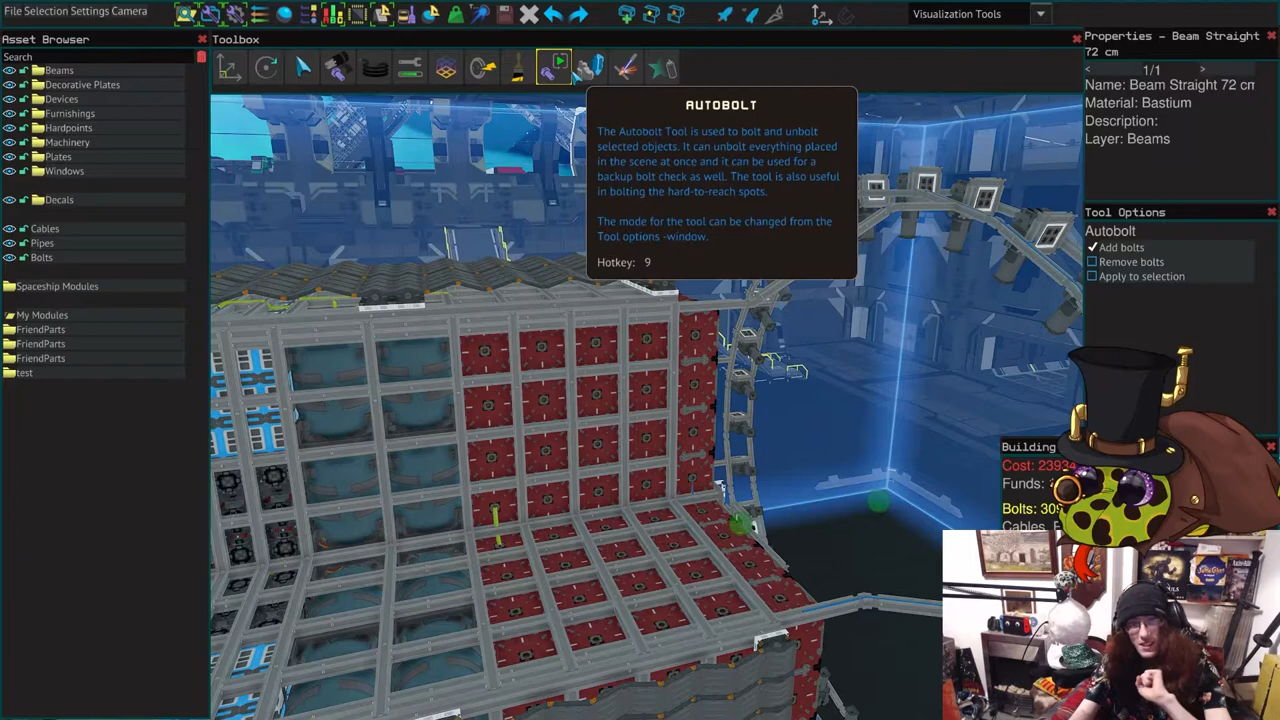 File Selection Settings Camera
Visualization Tools
Asset Browser
Search
Beams
Decorative Plates
Devices
Furnishings
Hardpoints
Machinery
Plates
Windows
Decals
Cables
Pipes
Bolts
Spaceship Modules
My Modules
FriendParts
FriendParts
FriendParts
test
Toolbox
AUTOBOLT
The Autobolt Tool is used to bolt and unbolt
selected objects. It can unbolt everything placed
in the scene at once and it can be used for a
backup bolt check as well. The tool is also useful
in bolting the hard-to-reach spots.
The mode for the tool can be changed from the
Tool options -window.
Hotkey: 9
Properties - Beam Straight
72 cm
< 1/1 >
Name: Beam Straight 72 cm
Material: Bastium
Description:
Layer: Beams
Tool Options
Autobolt
Add bolts
Remove bolts
Apply to selection
Building
Cost: 23934
Funds:
Bolts: 309
Cables,